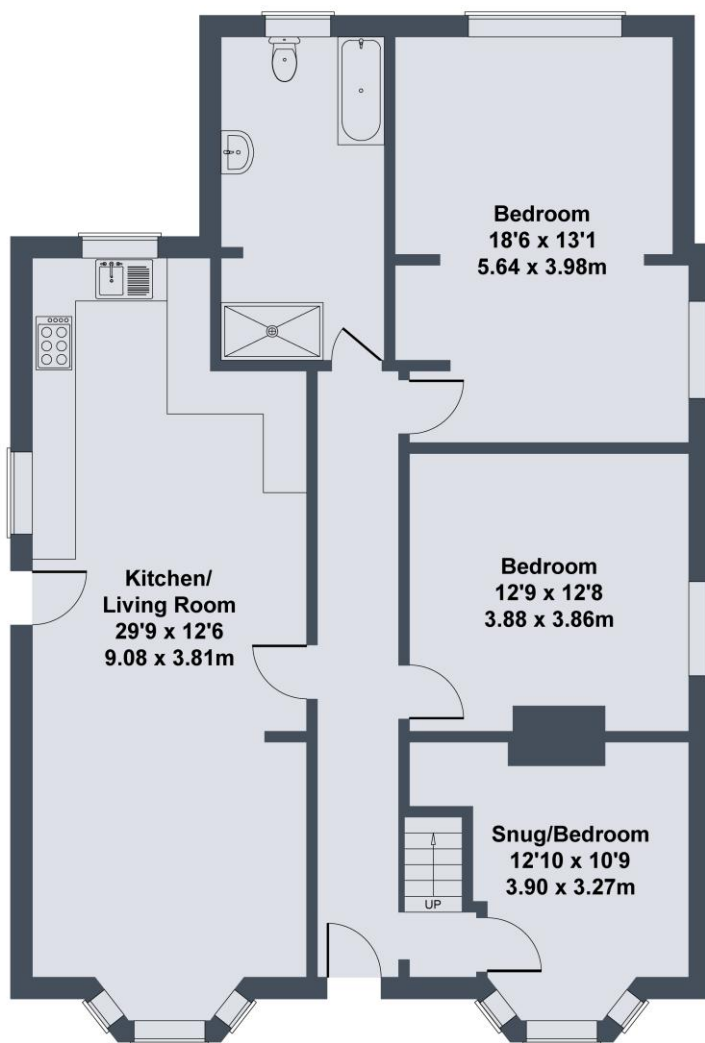 Bedroom
18'6 x 13'1
5.64 x 3.98m
Kitchen/
Living Room
29'9 x 12'6
9.08 x 3.81m
Bedroom
12'9 x 12'8
3.88 x 3.86m
Snug/Bedroom
12'10 x 10'9
3.90 x 3.27m
UP